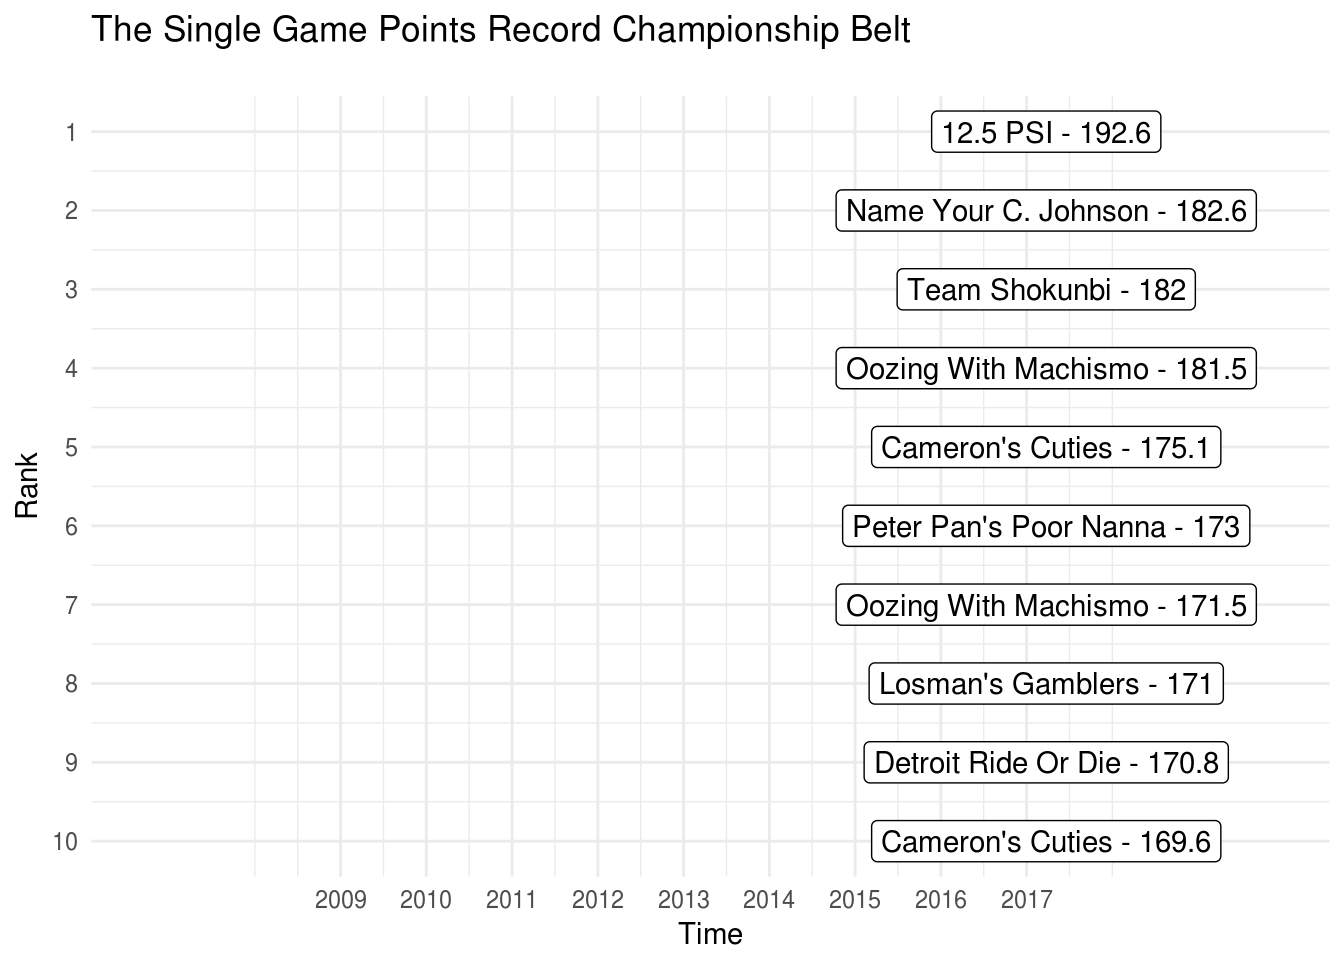 The Single Game Points Record Championship Belt
1
12.5 PSI - 192.6
2
Name Your C. Johnson - 182.6
3
Team Shokunbi - 182
4
Oozing With Machismo - 181.5
5
Cameron's Cuties - 175.1
Rank
6
Peter Pan's Poor Nanna - 173
7
Oozing With Machismo - 171.5
8
Losman's Gamblers - 171
9
Detroit Ride Or Die - 170.8
10
Cameron's Cuties - 169.6
2009 2010 2011 2012 2013 2014 2015 2016 2017
Time